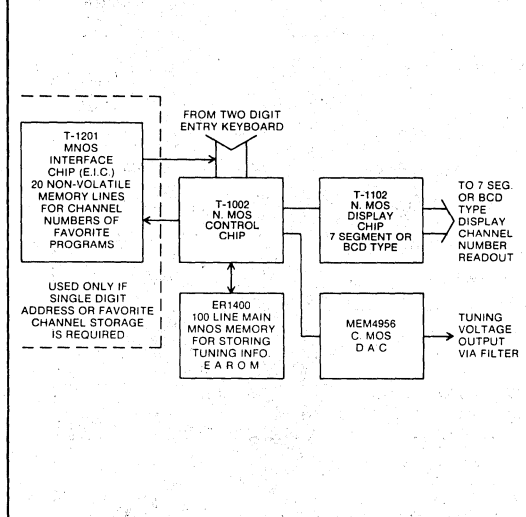 FROM TWO DIGIT
ENTRY KEYBOARD
T-1201
MNOS
INTERFACE
CHIP (E.I.C.)
20 NON-VOLATILE
MEMORY LINES
FOR CHANNEL
NUMBERS OF
FAVORITE
PROGRAMS
T-1002
N. MOS
CONTROL
CHIP
T-1102
N. MOS
DISPLAY
CHIP
7 SEGMENT OR
BCD TYPE
TO 7 SEG.
OR BCD
TYPE
DISPLAY
CHANNEL
NUMBER
READOUT
USED ONLY IF
SINGLE DIGIT
ADDRESS OR FAVORITE
CHANNEL STORAGE
IS REQUIRED
ER1400
100 LINE MAIN
MNOS MEMORY
FOR STORING
TUNING INFO.
E A R O M
MEM4956
C. MOS
D A C
TUNING
VOLTAGE
OUTPUT
VIA FILTER